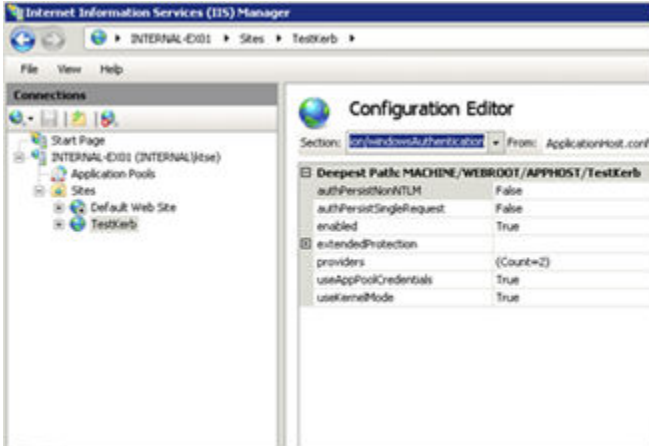 Internet Information Services (IIS) Manager
INTERNAL-EX01 Sites TestKerb
File View Help
Connections
Start Page
INTERNAL-EX01 (INTERNAL\ktse)
Application Pools
Sites
Default Web Site
TestKerb
Configuration Editor
Section: ion/windowsAuthentication From: ApplicationHost.conf
Deepest Path: MACHINE/WEBROOT/APPHOST/TestKerb
authPersistNonNTLM False
authPersistSingleRequest False
enabled True
extendedProtection
providers (Count=2)
useAppPoolCredentials True
useKernelMode True